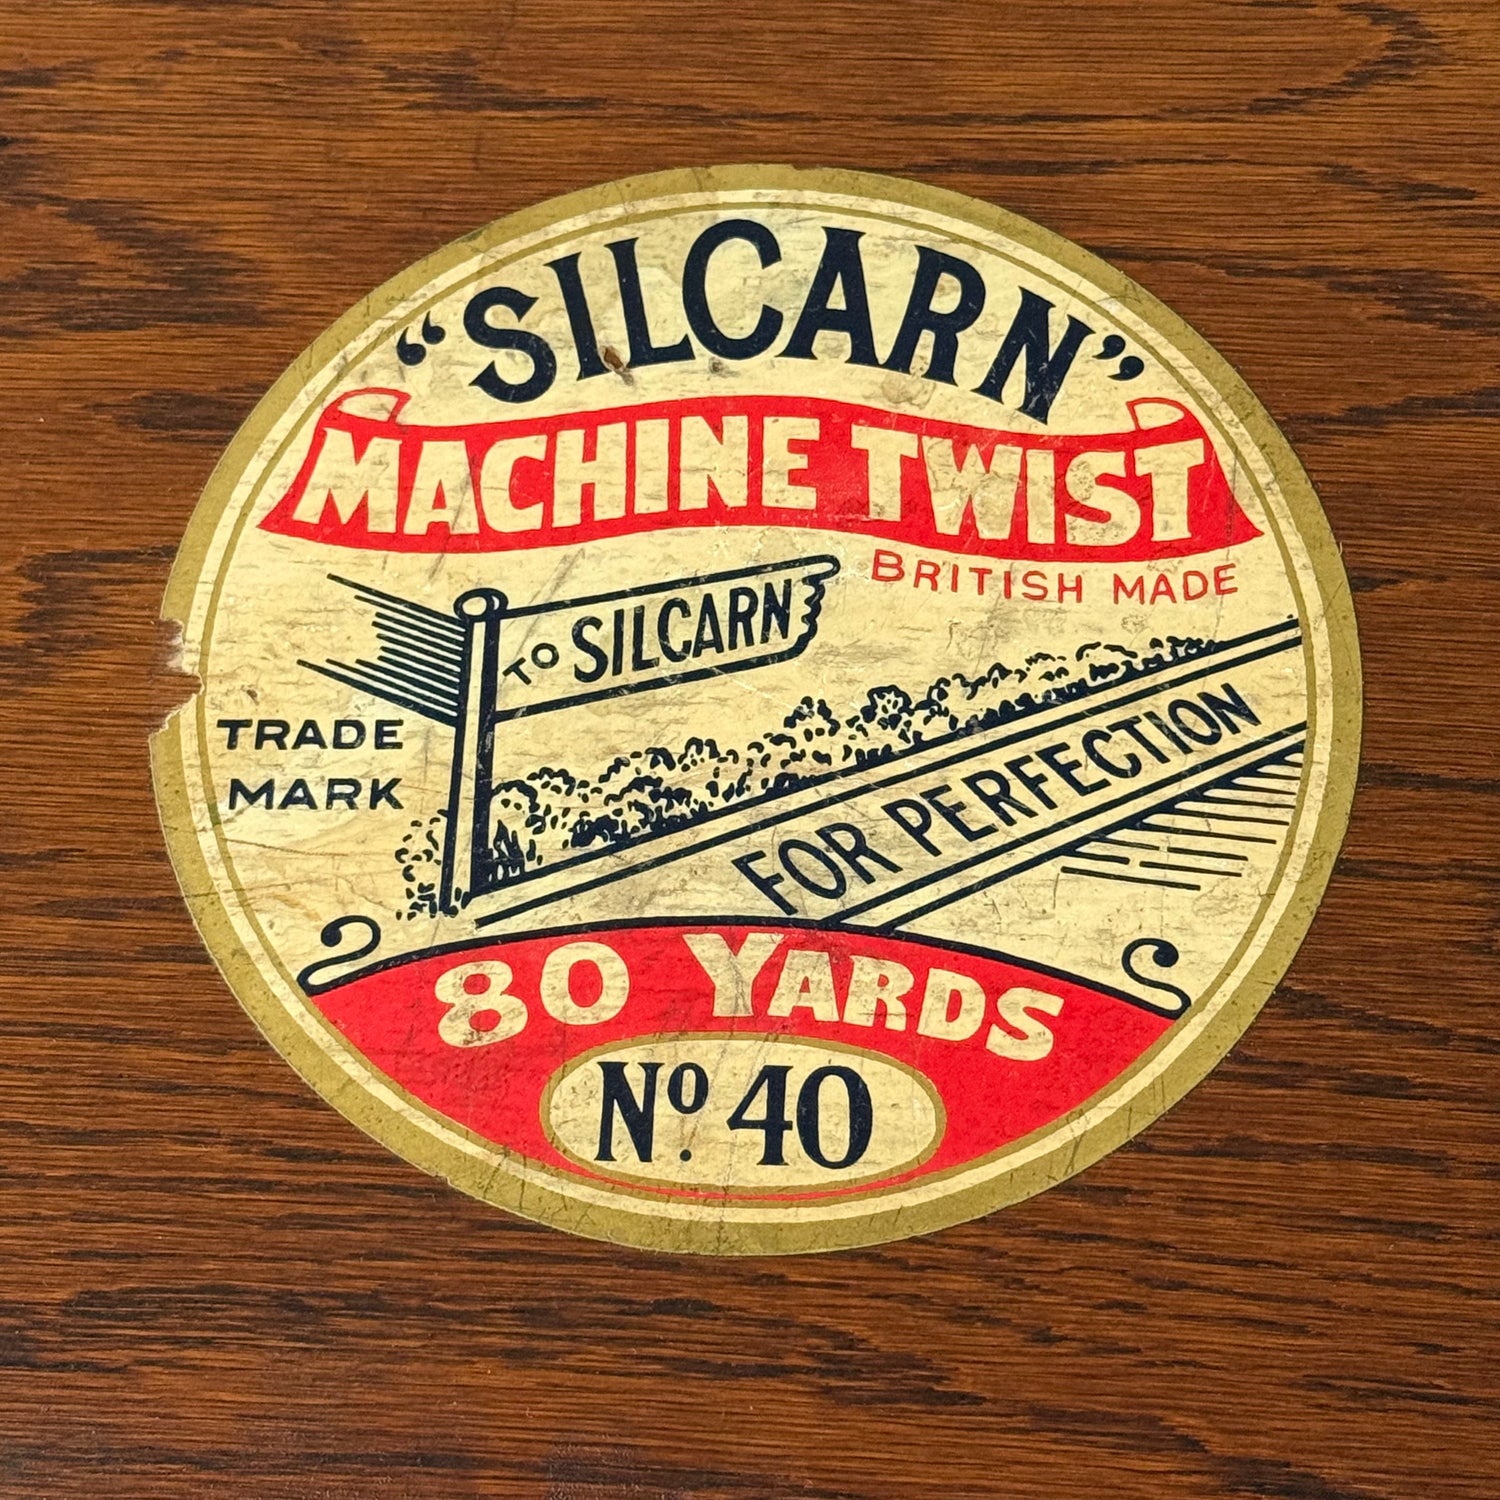 “SILCARN”
MACHINE TWIST
BRITISH MADE
TO SILCARN
TRADE
MARK
FOR PERFECTION
80 YARDS
No. 40